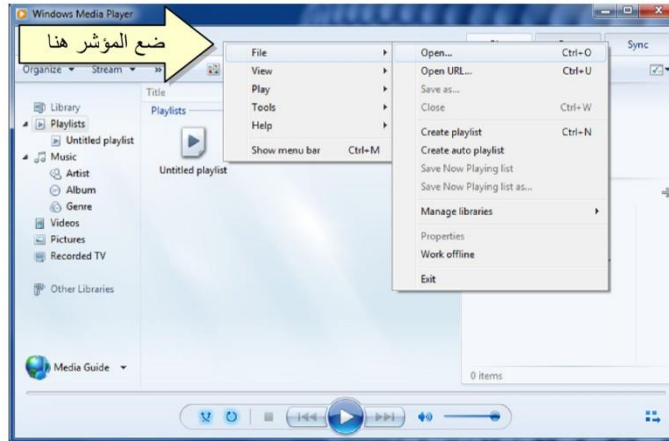 Windows Media Player
ضع المؤشر هنا
Sync
Organize
Stream
»
Title
Library
Playlists
Untitled playlist
Music
Artist
Album
Genre
Videos
Pictures
Recorded TV
Other Libraries
Media Guide
Playlists
Untitled playlist
File
View
Play
Tools
Help
Show menu bar Ctrl+M
Open... Ctrl+O
Open URL... Ctrl+U
Save as...
Close Ctrl+W
Create playlist Ctrl+N
Create auto playlist
Save Now Playing list
Save Now Playing list as...
Manage libraries
Properties
Work offline
Exit
0 items